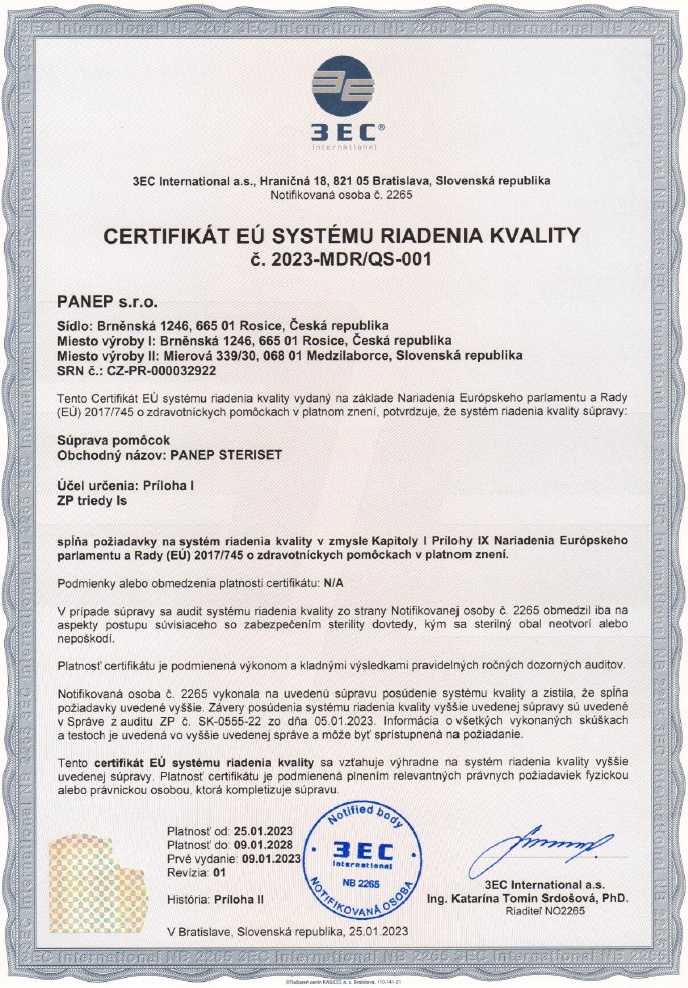 3EC®
International
3EC International a.s., Hraničná 18, 821 05 Bratislava, Slovenská republika
Notifikovaná osoba č. 2265
CERTIFIKÁT EÚ SYSTÉMU RIADENIA KVALITY
č. 2023-MDR/QS-001
PANEP s.r.o.
Sídlo: Brněnská 1246, 665 01 Rosice, Česká republika
Miesto výroby I: Brněnská 1246, 665 01 Rosice, Česká republika
Miesto výroby II: Mierová 339/30, 068 01 Medzilaborce, Slovenská republika
SRN č.: CZ-PR-000032922
Tento Certifikát EÚ systému riadenia kvality vydaný na základe Nariadenia Európskeho parlamentu a Rady
(EÚ) 2017/745 o zdravotníckych pomôckach v platnom znení, potvrdzuje, že systém riadenia kvality súpravy:
Súprava pomôcok
Obchodný názov: PANEP STERISET
Účel určenia: Príloha I
ZP triedy Is
spĺňa požiadavky na systém riadenia kvality v zmysle Kapitoly I Prílohy IX Nariadenia Európskeho
parlamentu a Rady (EÚ) 2017/745 o zdravotníckych pomôckach v platnom znení.
Podmienky alebo obmedzenia platnosti certifikátu: N/A
V prípade súpravy sa audit systému riadenia kvality zo strany Notifikovanej osoby č. 2265 obmedzil iba na
aspekty postupu súvisiaceho so zabezpečením sterility dovtedy, kým sa sterilný obal neotvorí alebo
nepoškodí.
Platnosť certifikátu je podmienená výkonom a kladnými výsledkami pravidelných ročných dozorných auditov.
Notifikovaná osoba č. 2265 vykonala na uvedenú súpravu posúdenie systému kvality a zistila, že spĺňa
požiadavky uvedené vyššie. Závery posúdenia systému riadenia kvality vyššie uvedenej súpravy sú uvedené
v Správe z auditu ZP č. SK-0555-22 zo dňa 05.01.2023. Informácia o všetkých vykonaných skúškach
a testoch je uvedená vo vyššie uvedenej správe a môže byť sprístupnená na požiadanie.
Tento certifikát EÚ systému riadenia kvality sa vzťahuje výhradne na systém riadenia kvality vyššie
uvedenej súpravy. Platnosť certifikátu je podmienená plnením relevantných právnych požiadaviek fyzickou
alebo právnickou osobou, ktorá kompletizuje súpravu.
Platnosť od: 25.01.2023
Platnosť do: 09.01.2028
Prvé vydanie: 09.01.2023
Revízia: 01
História: Príloha II
V Bratislave, Slovenská republika, 25.01.2023
Notified body
3EC
International
NB 2265
NOTIFIKOVANÁ OSOBA
3EC International a.s.
Ing. Katarína Tomin Srdošová, PhD.
Riaditeľ NO2265